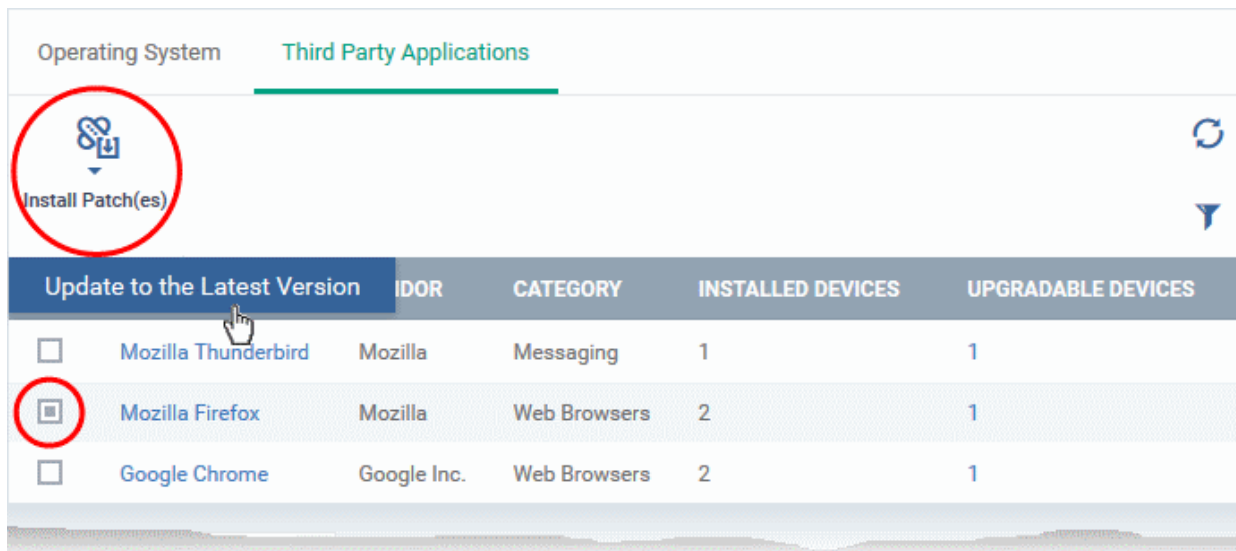 Operating System Third Party Applications
Install Patch(es)
Update to the Latest Version DOR CATEGORY INSTALLED DEVICES UPGRADABLE DEVICES
Mozilla Thunderbird Mozilla Messaging 1 1
Mozilla Firefox Mozilla Web Browsers 2 1
Google Chrome Google Inc. Web Browsers 2 1